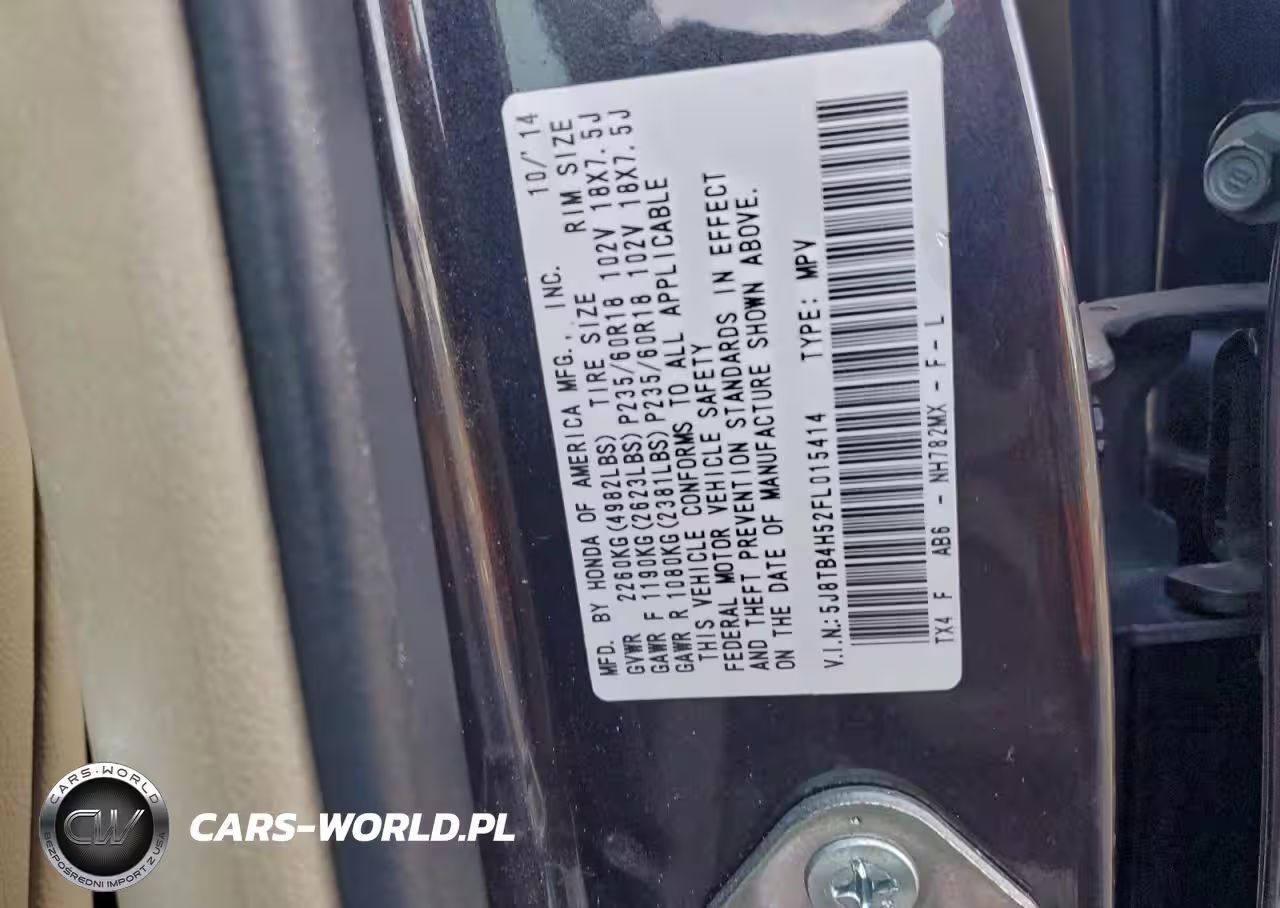 MFD. BY HONDA OF AMERICA MFG., INC. 10/'14
GVWR 2260KG(4982LBS) TIRE SIZE RIM SIZE
GAWR F 1190KG(2623LBS) P235/60R18 102V 18X7.5J
GAWR R 1080KG(2381LBS) P235/60R18 102V 18X7.5J
THIS VEHICLE CONFORMS TO ALL APPLICABLE
FEDERAL MOTOR VEHICLE SAFETY
AND THEFT PREVENTION STANDARDS IN EFFECT
ON THE DATE OF MANUFACTURE SHOWN ABOVE.
V.I.N.: 5J8TB4H52FL015414 TYPE: MPV
TX4 F AB6 - NH782MX - F - L
CARS-WORLD
CW
BEZPOŚREDNI IMPORT Z USA
CARS-WORLD.PL